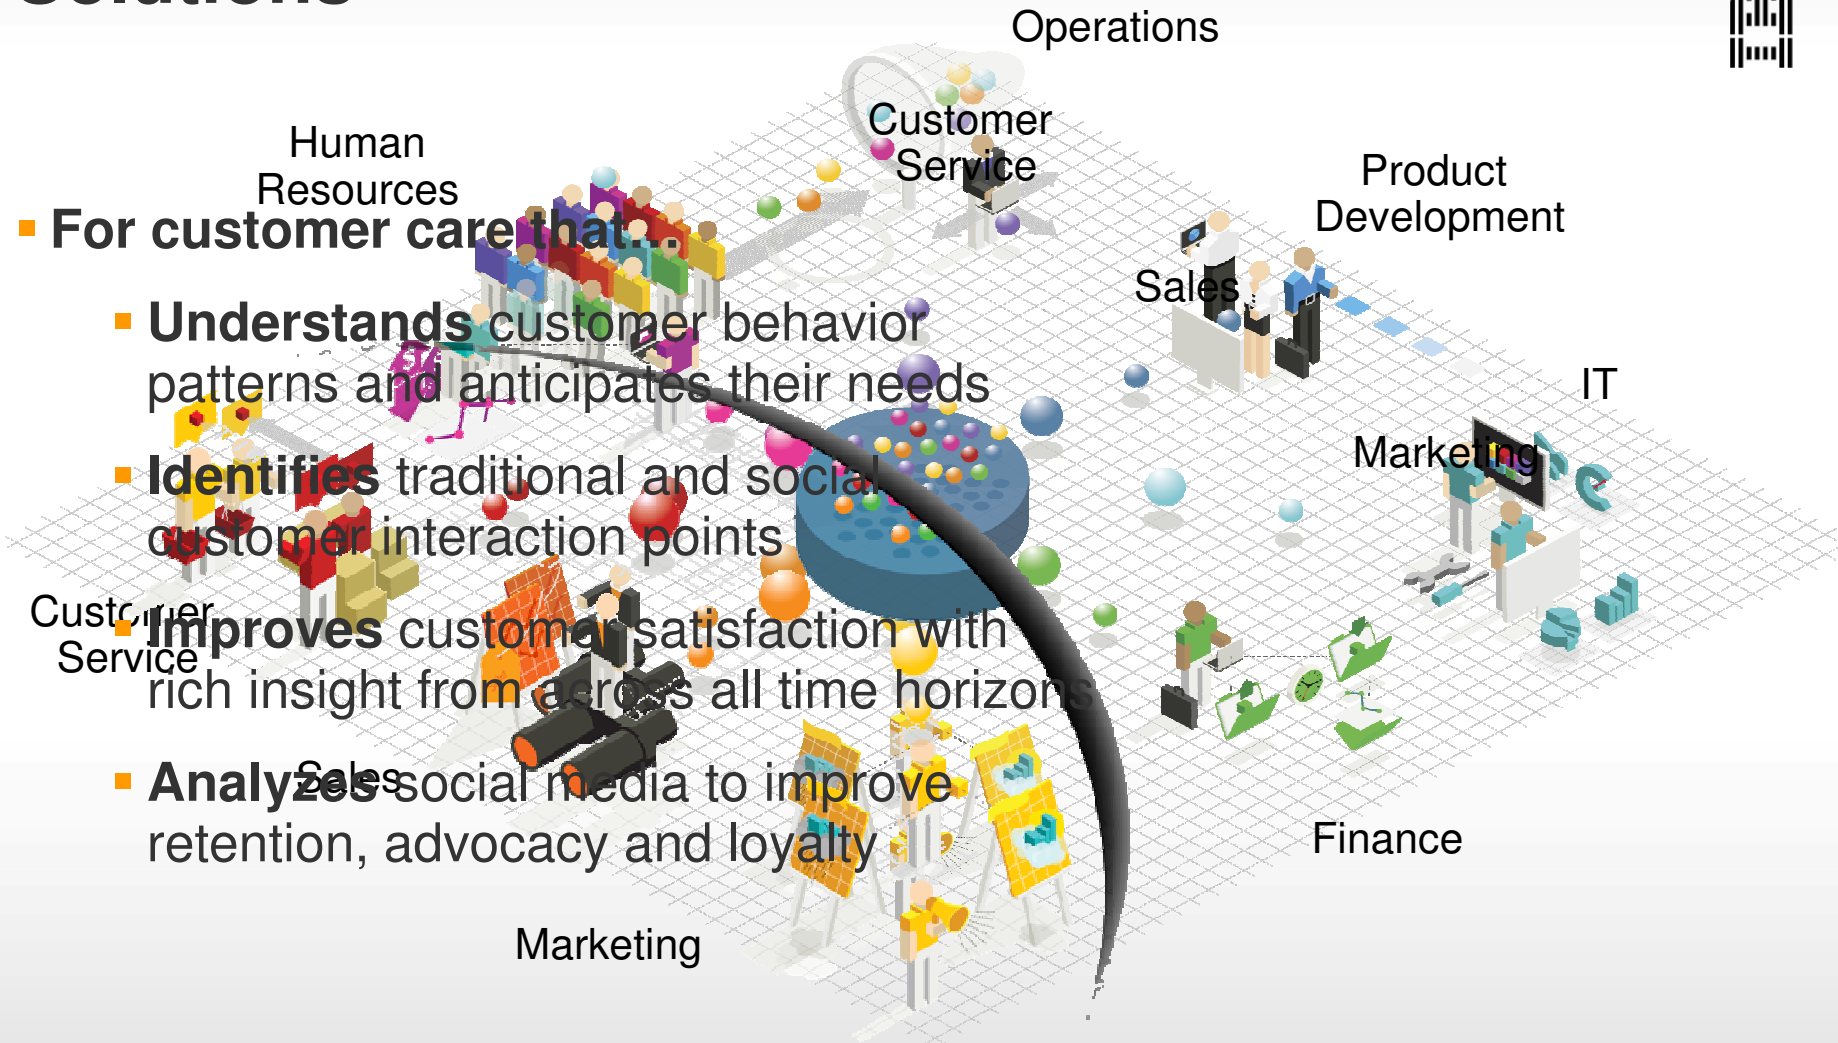 Solutions
Operations
Customer
Service
Human
Resources
Product
Development
For customer care that...
Sales
Understands customer behavior
patterns and anticipates their needs
IT
Marketing
Identifies traditional and social
customer interaction points
Customer
Service
Improves customer satisfaction with
rich insight from across all time horizons
Sales
Analyzes social media to improve
retention, advocacy and loyalty
Finance
Marketing